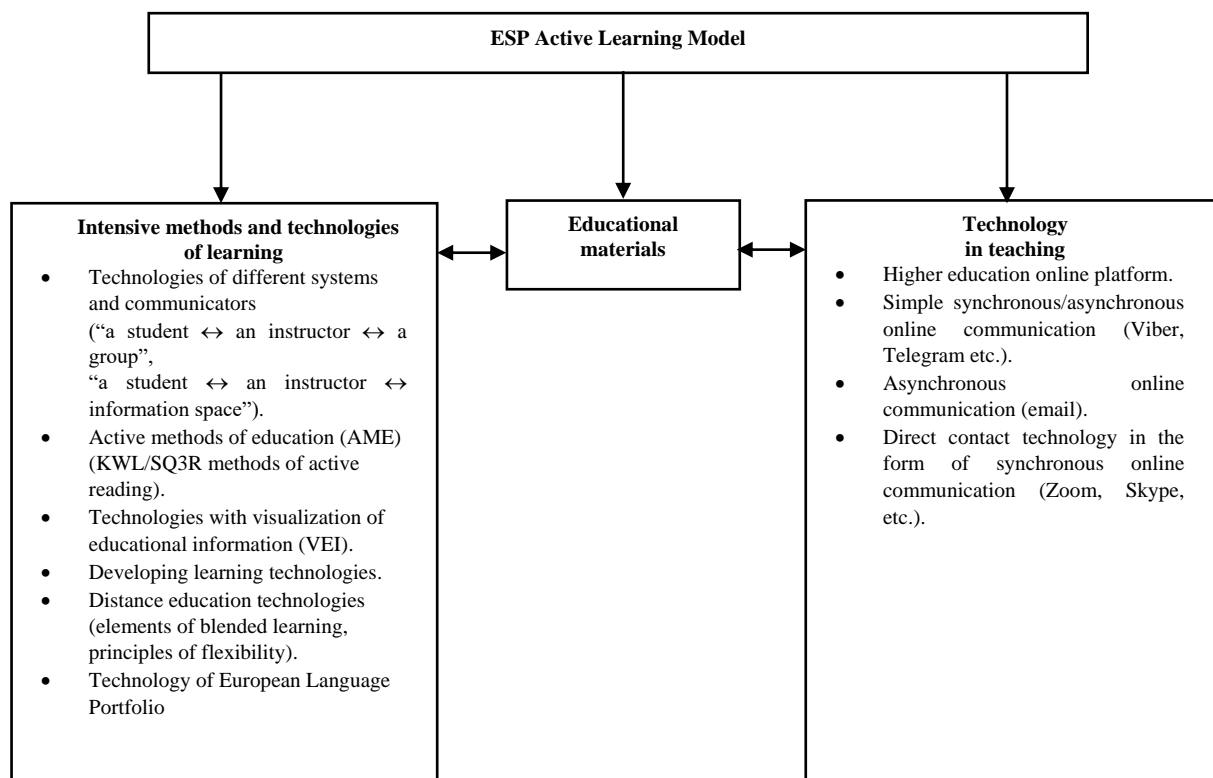 ESP Active Learning Model
Intensive methods and technologies
of learning
• Technologies of different systems
and communicators
(“a student ↔ an instructor ↔ a
group”,
“a student ↔ an instructor ↔
information space”).
• Active methods of education (AME)
(KWL/SQ3R methods of active
reading).
• Technologies with visualization of
educational information (VEI).
• Developing learning technologies.
• Distance education technologies
(elements of blended learning,
principles of flexibility).
• Technology of European Language
Portfolio
Educational
materials
Technology
in teaching
• Higher education online platform.
• Simple synchronous/asynchronous
online communication (Viber,
Telegram etc.).
• Asynchronous online
communication (email).
• Direct contact technology in the
form of synchronous online
communication (Zoom, Skype,
etc.).